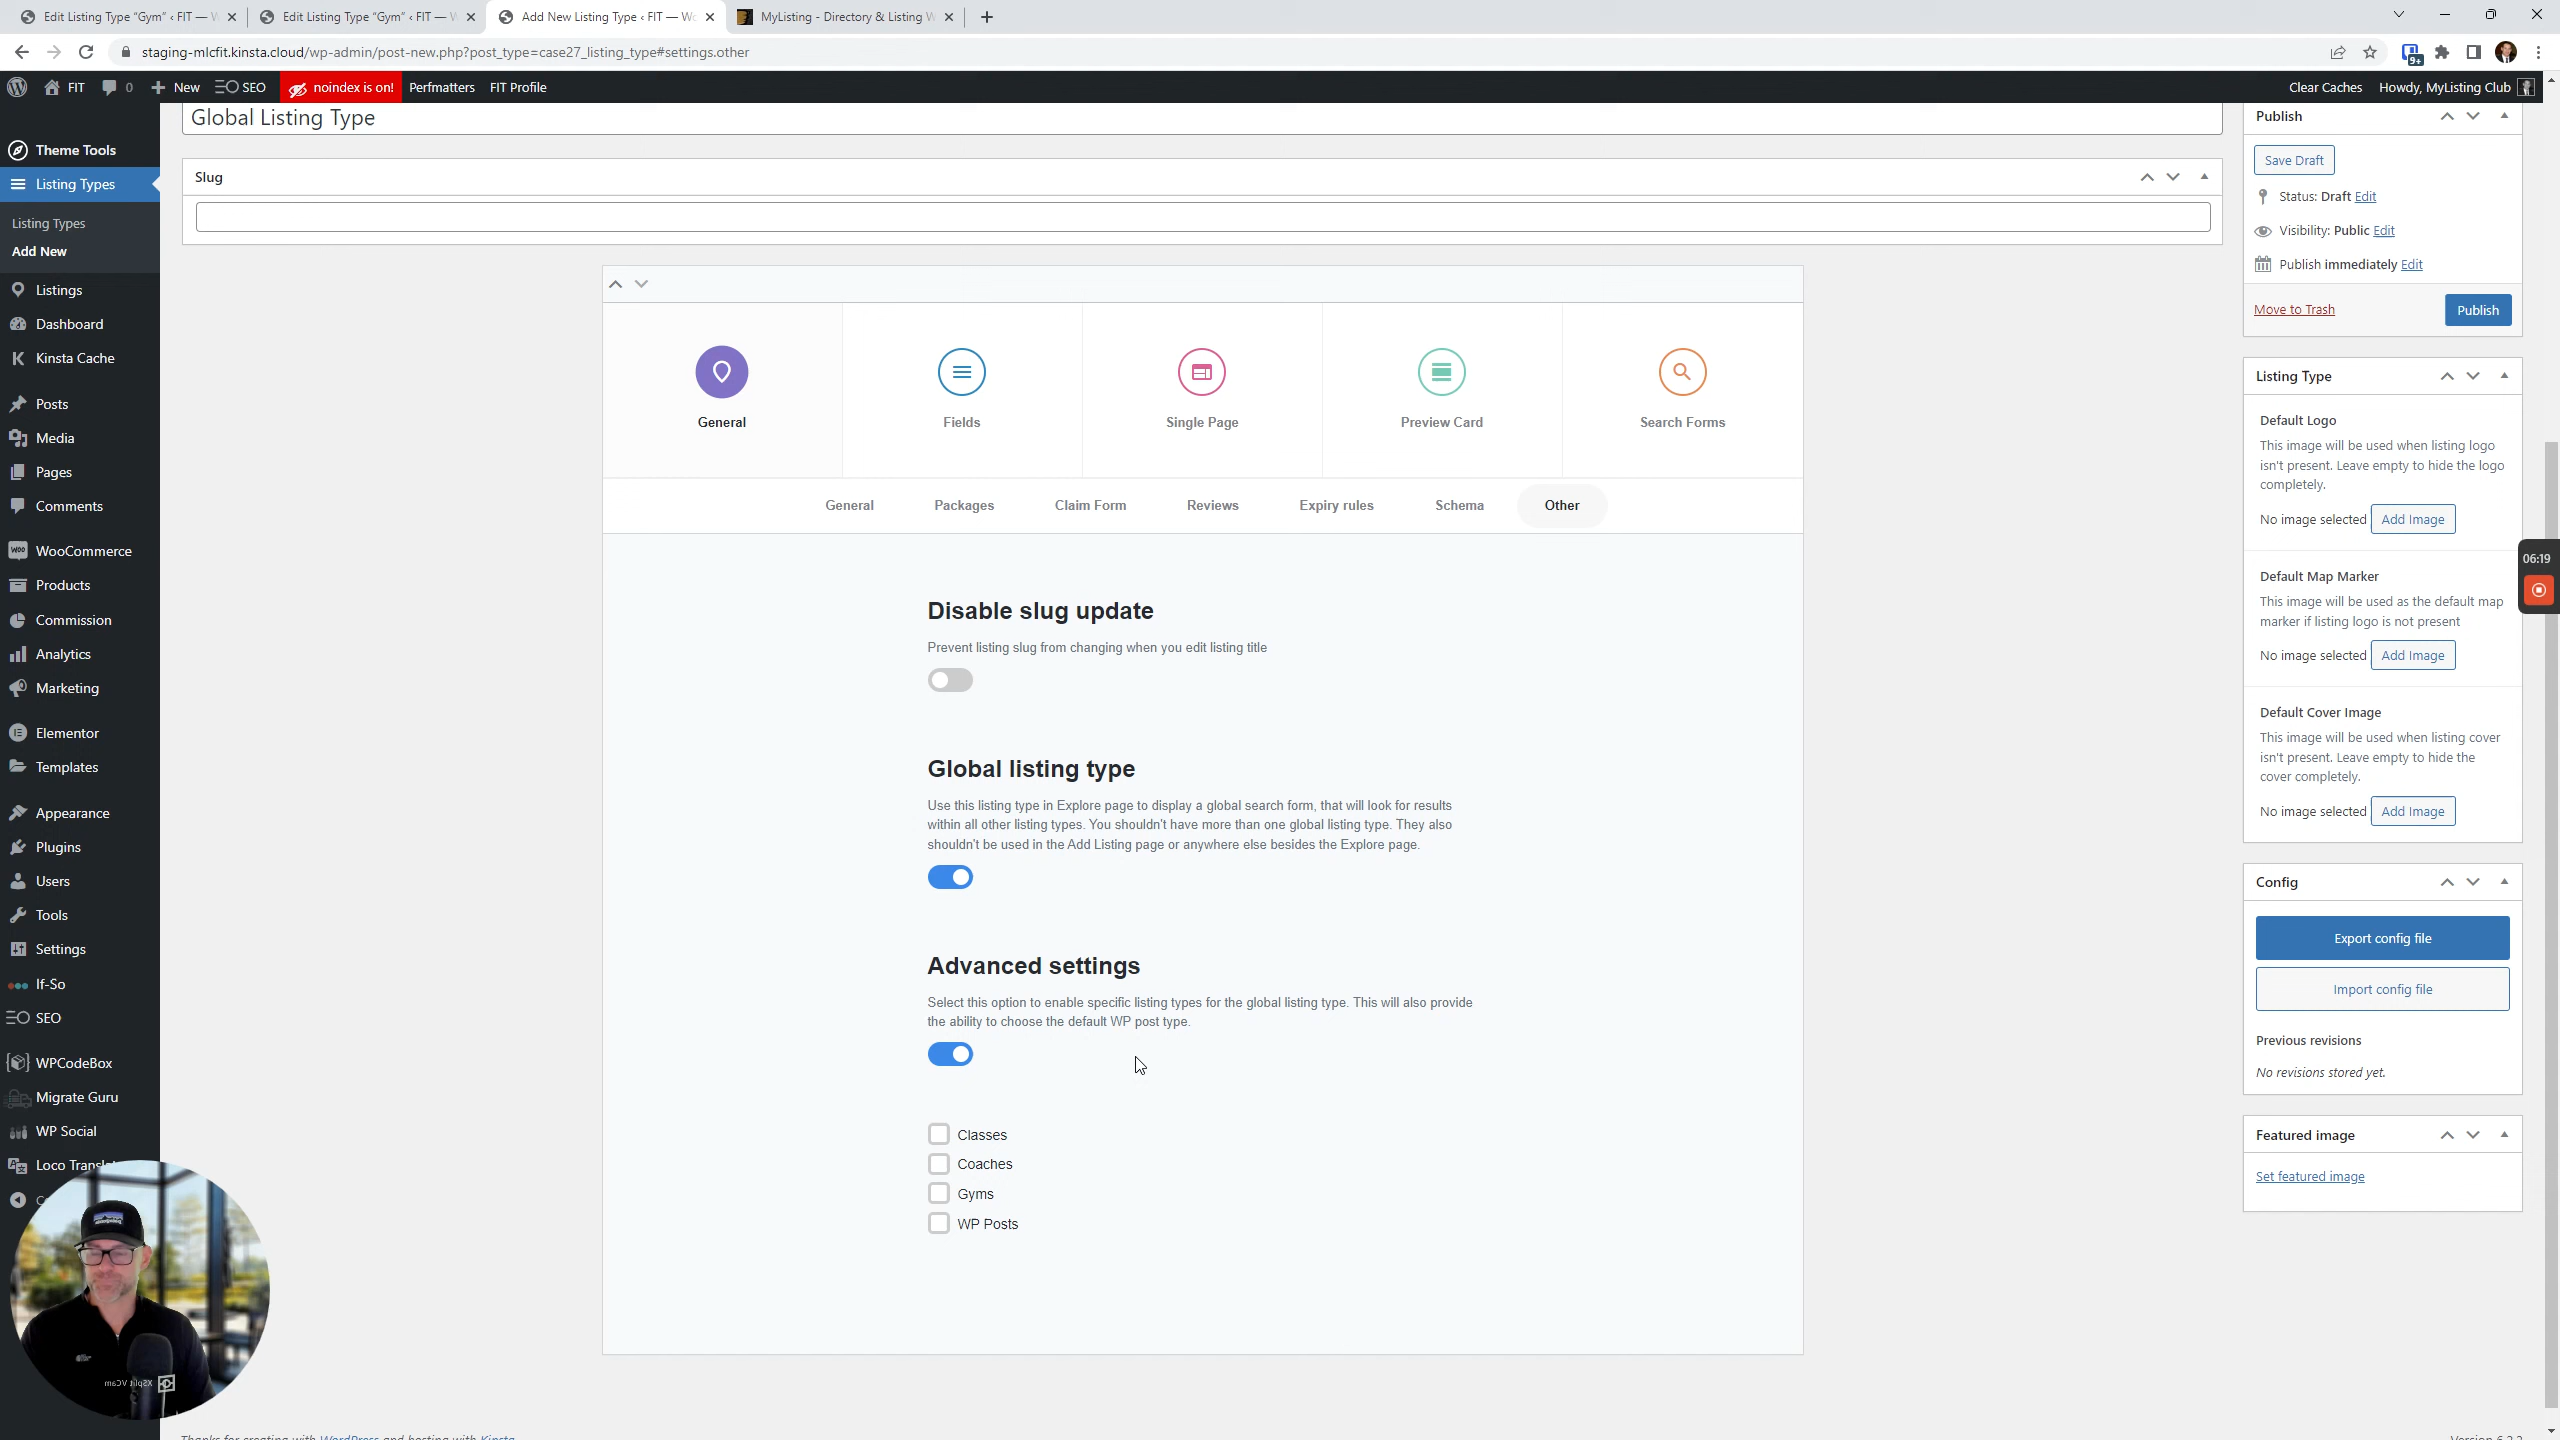 Edit Listing Type "Gym" ‹ FIT — W
Edit Listing Type "Gym" ‹ FIT — W
Add New Listing Type ‹ FIT — Wo
MyListing - Directory & Listing W
staging-mlcfit.kinsta.cloud/wp-admin/post-new.php?post_type=case27_listing_type#settings.other
9+
FIT
0
New
SEO
noindex is on!
Perfmatters
FIT Profile
Clear Caches
Howdy, MyListing Club
Theme Tools
Listing Types
Listing Types
Add New
Listings
Dashboard
Kinsta Cache
Posts
Media
Pages
Comments
WooCommerce
Products
Commission
Analytics
Marketing
Elementor
Templates
Appearance
Plugins
Users
Tools
Settings
If-So
SEO
WPCodeBox
Migrate Guru
WP Social
Loco Transla
XSplit VCam
Global Listing Type
Slug
General
Fields
Single Page
Preview Card
Search Forms
General
Packages
Claim Form
Reviews
Expiry rules
Schema
Other
Disable slug update
Prevent listing slug from changing when you edit listing title
Global listing type
Use this listing type in Explore page to display a global search form, that will look for results
within all other listing types. You shouldn't have more than one global listing type. They also
shouldn't be used in the Add Listing page or anywhere else besides the Explore page.
Advanced settings
Select this option to enable specific listing types for the global listing type. This will also provide
the ability to choose the default WP post type.
Classes
Coaches
Gyms
WP Posts
Thanks for creating with WordPress and hosting with Kinsta
Publish
Save Draft
Status: Draft Edit
Visibility: Public Edit
Publish immediately Edit
Move to Trash
Publish
Listing Type
Default Logo
This image will be used when listing logo
isn't present. Leave empty to hide the logo
completely.
No image selected Add Image
Default Map Marker
This image will be used as the default map
marker if listing logo is not present
No image selected Add Image
Default Cover Image
This image will be used when listing cover
isn't present. Leave empty to hide the
cover completely.
No image selected Add Image
Config
Export config file
Import config file
Previous revisions
No revisions stored yet.
Featured image
Set featured image
06:19